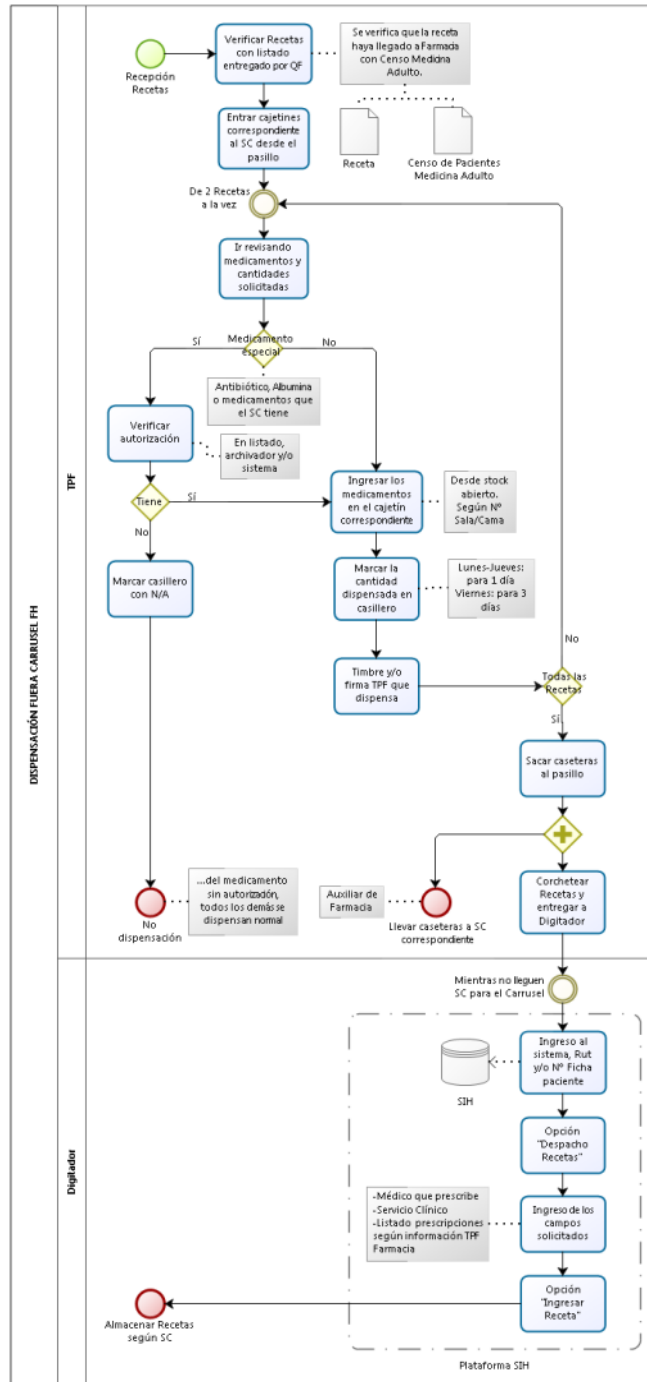 DISPENSACIÓN FUERA CARRUSEL FH
TPF
Recepción
Recetas
Verificar Recetas
con listado
entregado por QF
Se verifica que la receta
haya llegado a Farmacia
con Censo Medicina
Adulto.
Receta
Censo de Pacientes
Medicina Adulto
Entrar cajetines
correspondiente
al SC desde el
pasillo
De 2 Recetas
a la vez
Ir revisando
medicamentos y
cantidades
solicitadas
Sí
Medicamento
especial
No
Antibiótico, Albumina
o medicamentos que
el SC tiene
Verificar
autorización
En listado,
archivador y/o
sistema
Tiene
Sí
No
Ingresar los
medicamentos
en el cajetín
correspondiente
Desde stock
abierto.
Según Nº
Sala/Cama
Marcar casillero
con N/A
Marcar la
cantidad
dispensada en
casillero
Lunes-Jueves:
para 1 día
Viernes: para 3
días
Timbre y/o
firma TPF que
dispensa
No
Todas las
Recetas
Sí
Sacar caseteras
al pasillo
No
dispensación
...del medicamento
sin autorización,
todos los demás se
dispensan normal
Auxiliar de
Farmacia
Llevar caseteras a SC
correspondiente
Corchetear
Recetas y
entregar a
Digitador
Digitador
Mientras no lleguen
SC para el Carrusel
Ingreso al
sistema, Rut
y/o Nº Ficha
paciente
SIH
Opción
"Despacho
Recetas"
-Médico que prescribe
-Servicio Clínico
-Listado prescripciones
según información TPF
Farmacia
Ingreso de los
campos
solicitados
Opción
"Ingresar
Receta"
Almacenar Recetas
según SC
Plataforma SIH